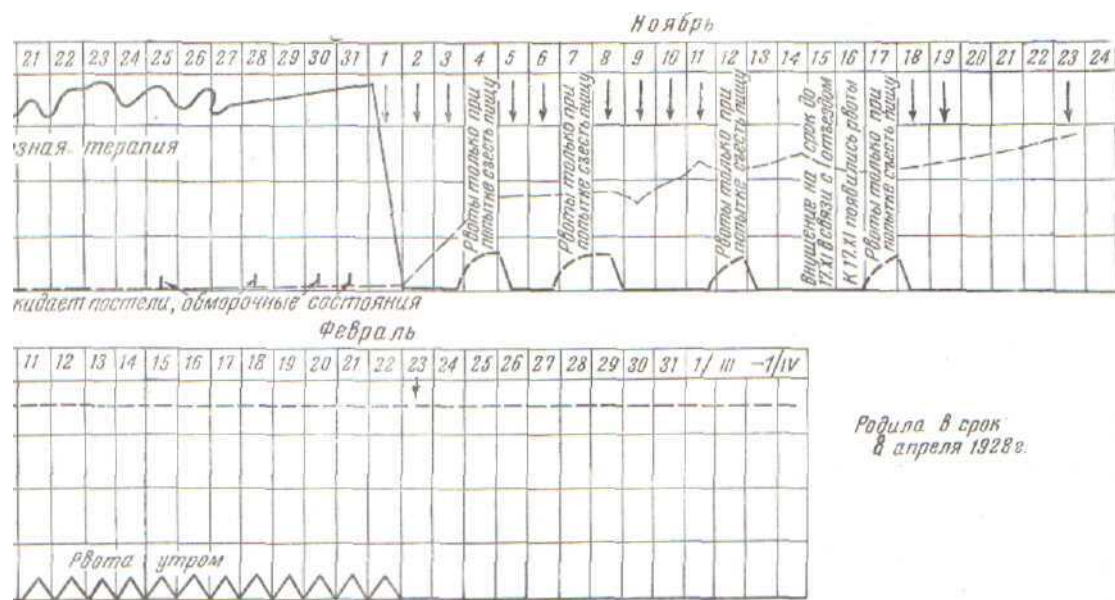 Ноябрь
21 22 23 24 25 26 27 28 29 30 31 1 2 3 4 5 6 7 8 9 10 11 12 13 14 15 16 17 18 19 20 21 22 23 24
зная терапия
Рвоты только при
попытке съесть пищу
Рвоты только при
попытке съесть пищу
Рвоты только при
попытке съесть пищу
Внушение на срок до
17.XI в связи с отъездом
К 17.XI появились рвоты
Рвоты только при
попытке съесть пищу
кидает постели, обморочные состояния
Февраль
11 12 13 14 15 16 17 18 19 20 21 22 23 24 25 26 27 28 29 30 31 1/III –1/IV
Родила в срок
8 апреля 1928 г.
Рвота утром